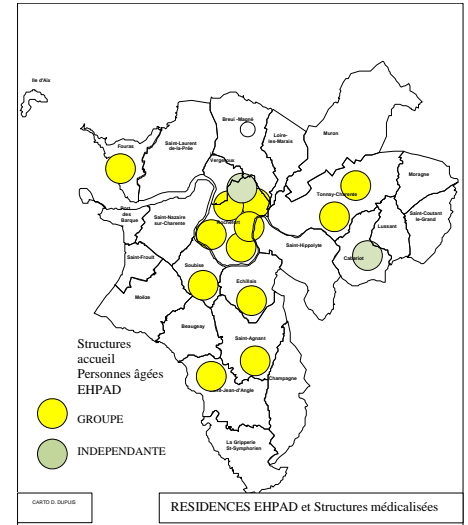 Ile d'Aix
Breuil -Magné
Loire-
les-Marais
Muron
Fouras
Saint-Laurent
de-la-Prée
Vergeroux
Moragne
Tonnay-Charente
Port
des
Barque
Saint-Nazaire
sur-Charente
Rochefort
Lussant
Saint-Coutant
le-Grand
Saint-Hippolyte
Cabariot
Saint-Froult
Soubise
Echillais
Moëze
Beaugeay
Saint-Agnant
Structures
accueil
Personnes âgées
EHPAD
Champagne
-Jean-d'Angle
GROUPE
INDEPENDANTE
La Gripperie
St-Symphorien
CARTO D. DUPUIS
RESIDENCES EHPAD et Structures médicalisées